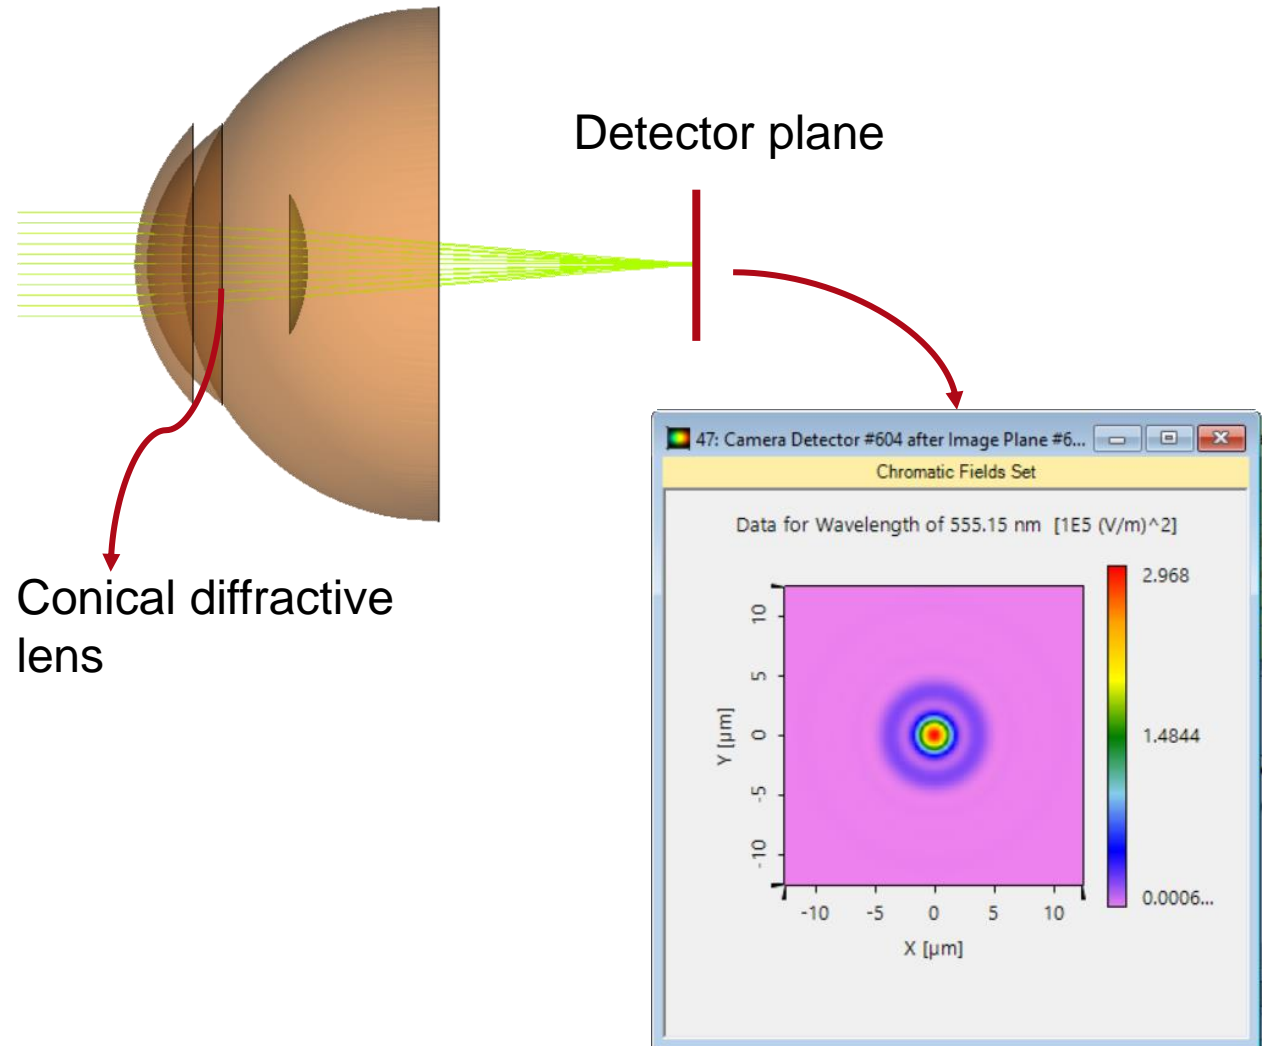 Detector plane
Conical diffractive
lens
47: Camera Detector #604 after Image Plane #6...
Chromatic Fields Set
Data for Wavelength of 555.15 nm [1E5 (V/m)^2]
2.968
1.4844
0.0006...
Y [µm]
10
5
0
-5
-10
-10 -5 0 5 10
X [µm]